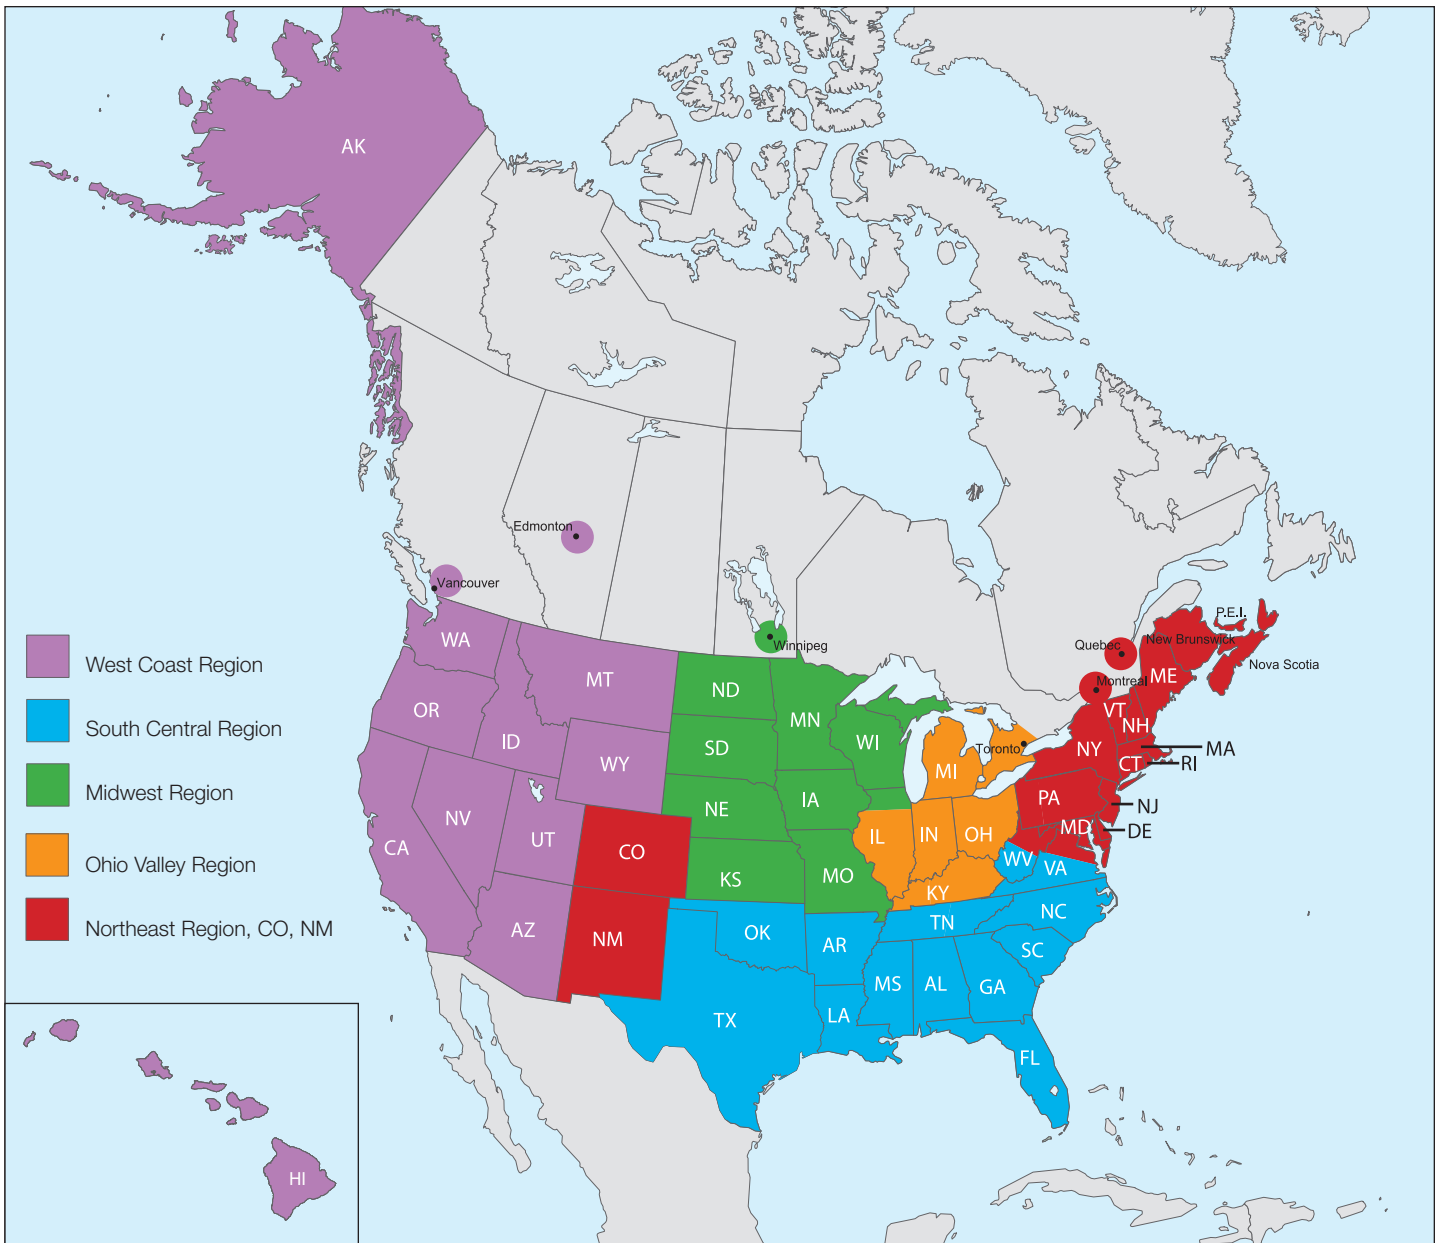 AK
Edmonton
Vancouver
Winnipeg
P.E.I.
Quebec
New Brunswick
Nova Scotia
Montreal
Toronto
WA
MT
ND
MN
ME
VT
NH
OR
ID
SD
WI
NY
MA
WY
MI
CT
RI
NE
IA
PA
NJ
NV
UT
CO
IL
IN
OH
MD
DE
CA
KS
MO
WV
VA
KY
AZ
NM
OK
AR
TN
NC
SC
TX
LA
MS
AL
GA
FL
West Coast Region
South Central Region
Midwest Region
Ohio Valley Region
Northeast Region, CO, NM
HI